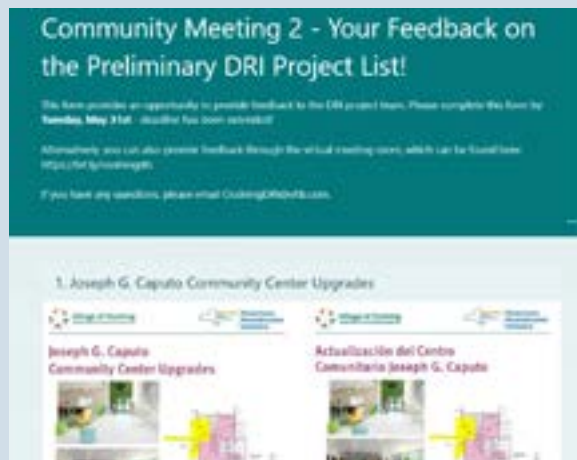 Community Meeting 2 - Your Feedback on
the Preliminary DRI Project List!
This form provides an opportunity to provide feedback to the DRI project team. Please complete this form by
Tuesday, May 31st - deadline has been extended!
Alternatively, you can also provide feedback through the virtual meeting room, which can be found here:
If you have any questions, please email
1. Joseph G. Caputo Community Center Upgrades
Village of Ossining
Village of Ossining
Joseph G. Caputo
Community Center Upgrades
Actualización del Centro
Comunitario Joseph G. Caputo